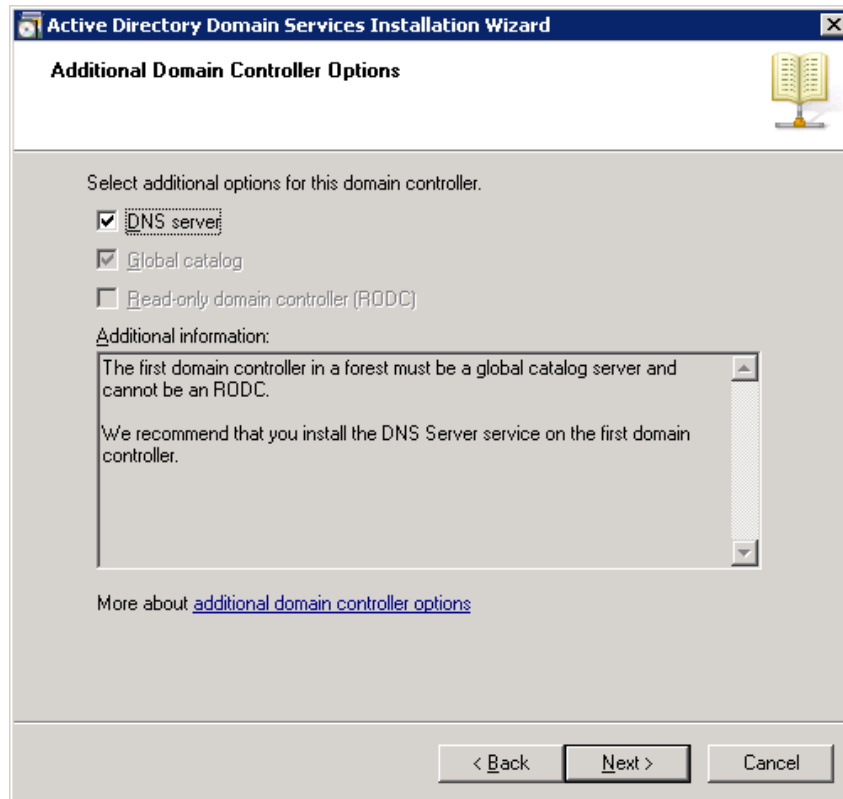 Active Directory Domain Services Installation Wizard
Additional Domain Controller Options
Select additional options for this domain controller.
DNS server
Global catalog
Read-only domain controller (RODC)
Additional information:
The first domain controller in a forest must be a global catalog server and
cannot be an RODC.
We recommend that you install the DNS Server service on the first domain
controller.
More about additional domain controller options
< Back Next > Cancel